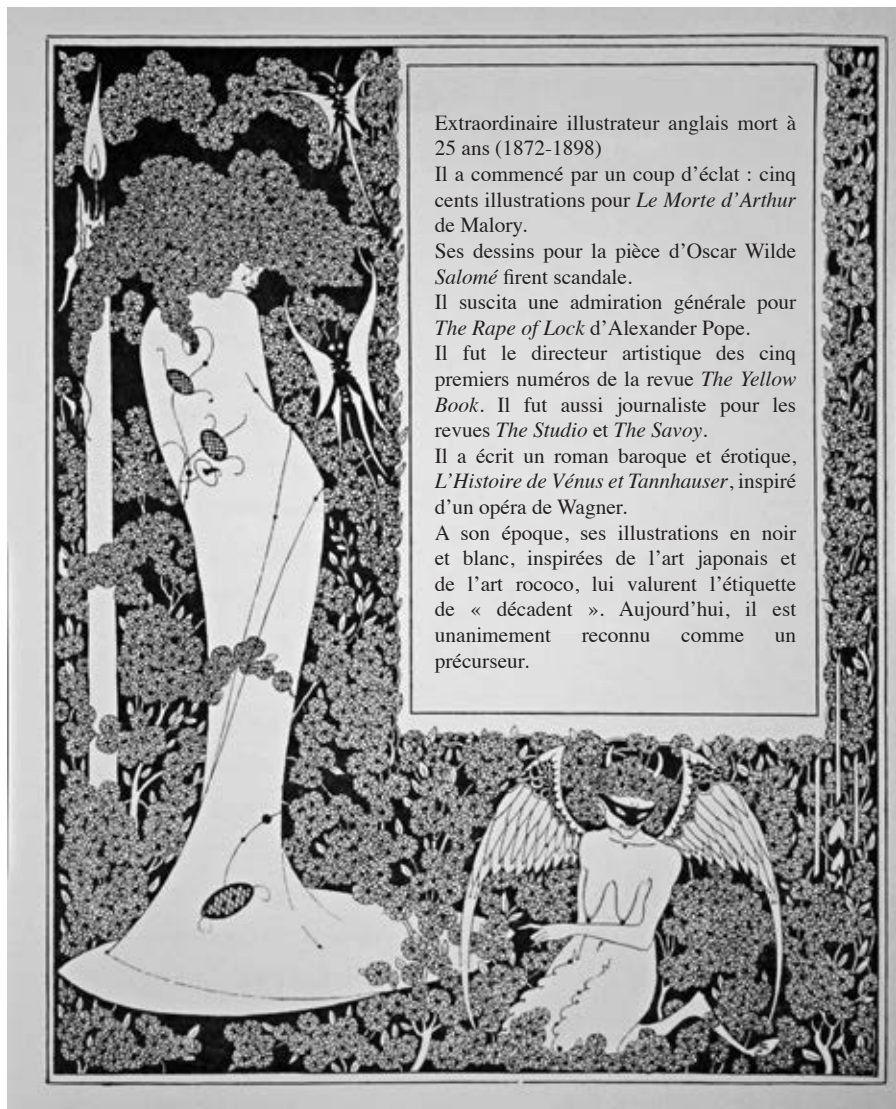 Extraordinaire illustrateur anglais mort à
25 ans (1872-1898)
Il a commencé par un coup d’éclat : cinq
cents illustrations pour Le Morte d’Arthur
de Malory.
Ses dessins pour la pièce d’Oscar Wilde
Salomé firent scandale.
Il suscita une admiration générale pour
The Rape of Lock d’Alexander Pope.
Il fut le directeur artistique des cinq
premiers numéros de la revue The Yellow
Book. Il fut aussi journaliste pour les
revues The Studio et The Savoy.
Il a écrit un roman baroque et érotique,
L’Histoire de Vénus et Tannhauser, inspiré
d’un opéra de Wagner.
A son époque, ses illustrations en noir
et blanc, inspirées de l’art japonais et
de l’art rococo, lui valurent l’étiquette
de « décadent ». Aujourd’hui, il est
unanimement reconnu comme un
précurseur.